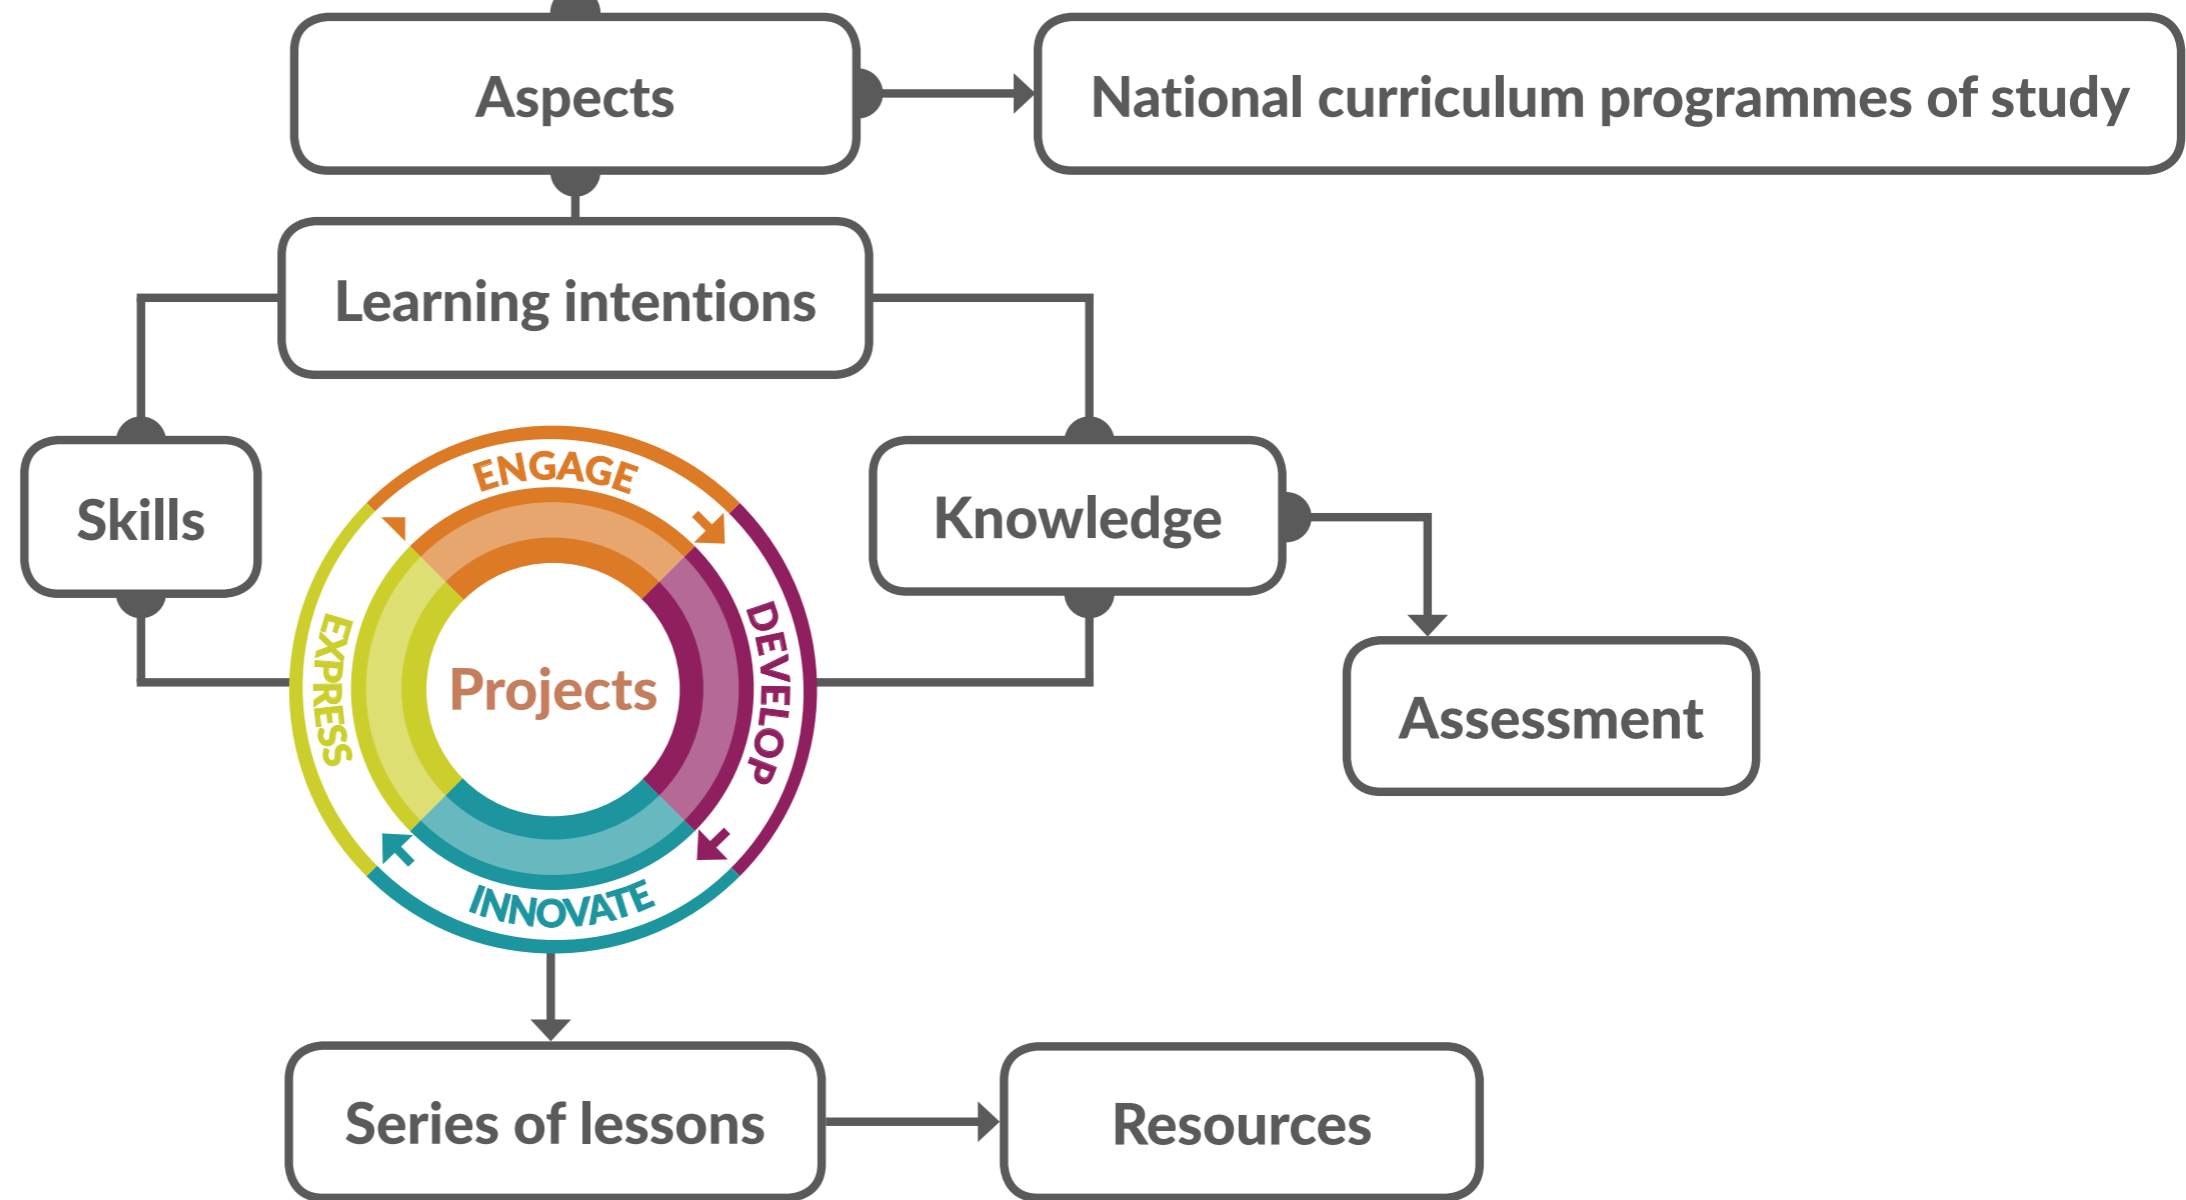 Aspects
National curriculum programmes of study
Learning intentions
Skills
ENGAGE
Knowledge
EXPRESS
Projects
DEVELOP
Assessment
INNOVATE
Series of lessons
Resources